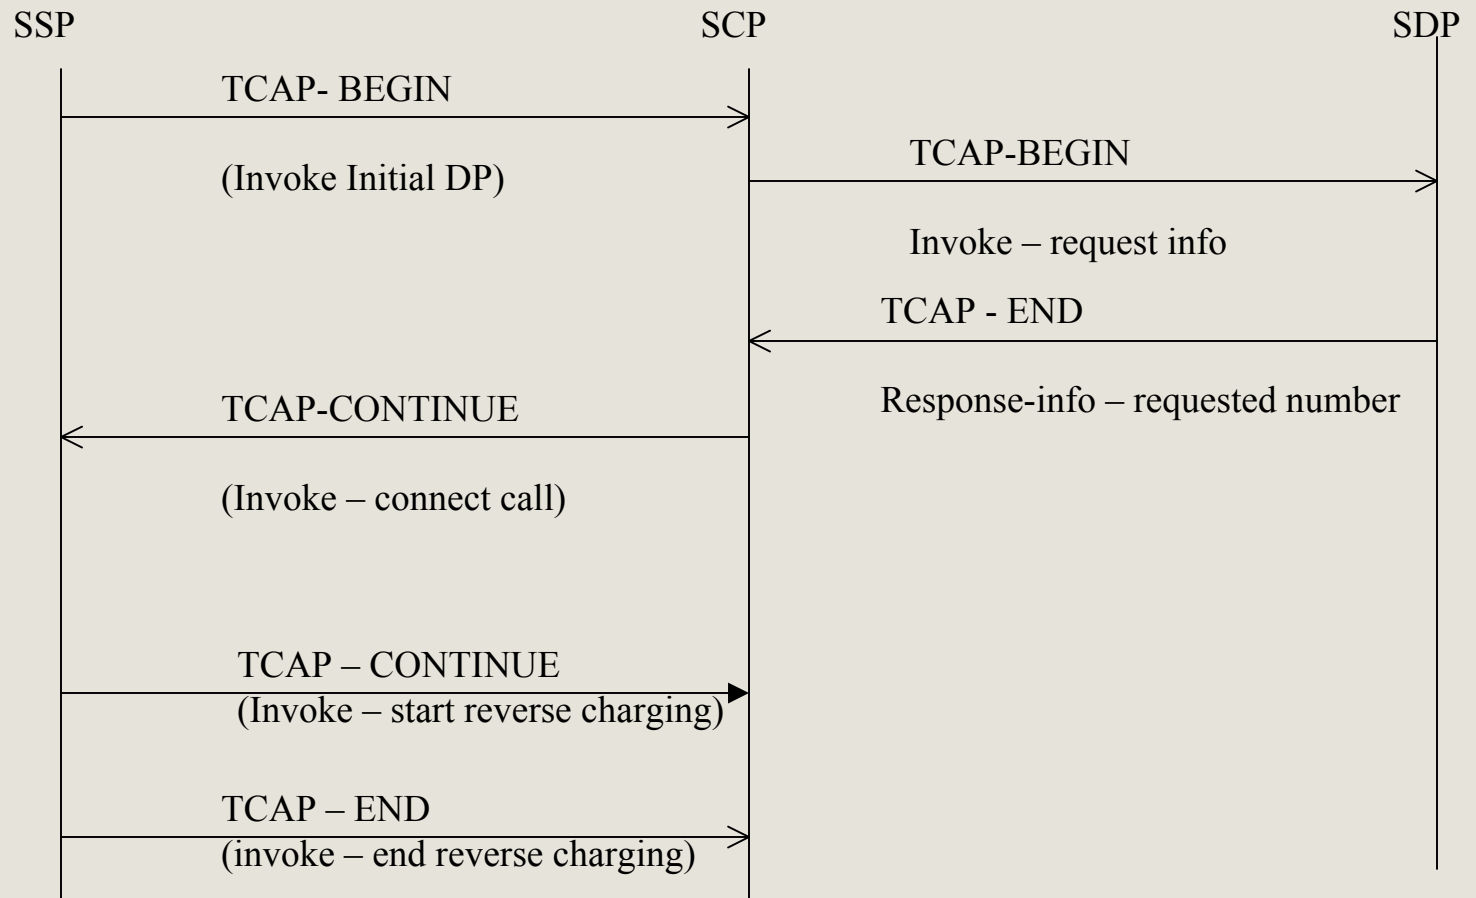 SSP
SCP
SDP
TCAP- BEGIN
(Invoke Initial DP)
TCAP-BEGIN
Invoke – request info
TCAP - END
Response-info – requested number
TCAP-CONTINUE
(Invoke – connect call)
TCAP – CONTINUE
(Invoke – start reverse charging)
TCAP – END
(invoke – end reverse charging)